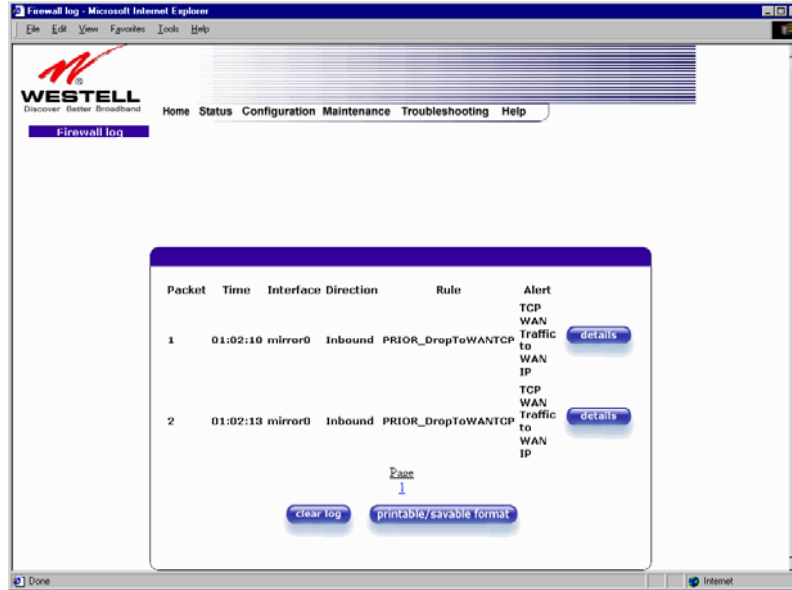 Firewall log - Microsoft Internet Explorer
File Edit View Favorites Tools Help
WESTELL
Discover Better Broadband
Home Status Configuration Maintenance Troubleshooting Help
Firewall log
Packet Time Interface Direction Rule Alert
1 01:02:10 mirror0 Inbound PRIOR_DropToWANTCP TCP WAN Traffic to WAN IP details
2 01:02:13 mirror0 Inbound PRIOR_DropToWANTCP TCP WAN Traffic to WAN IP details
Page
1
clear log printable/savable format
Done Internet